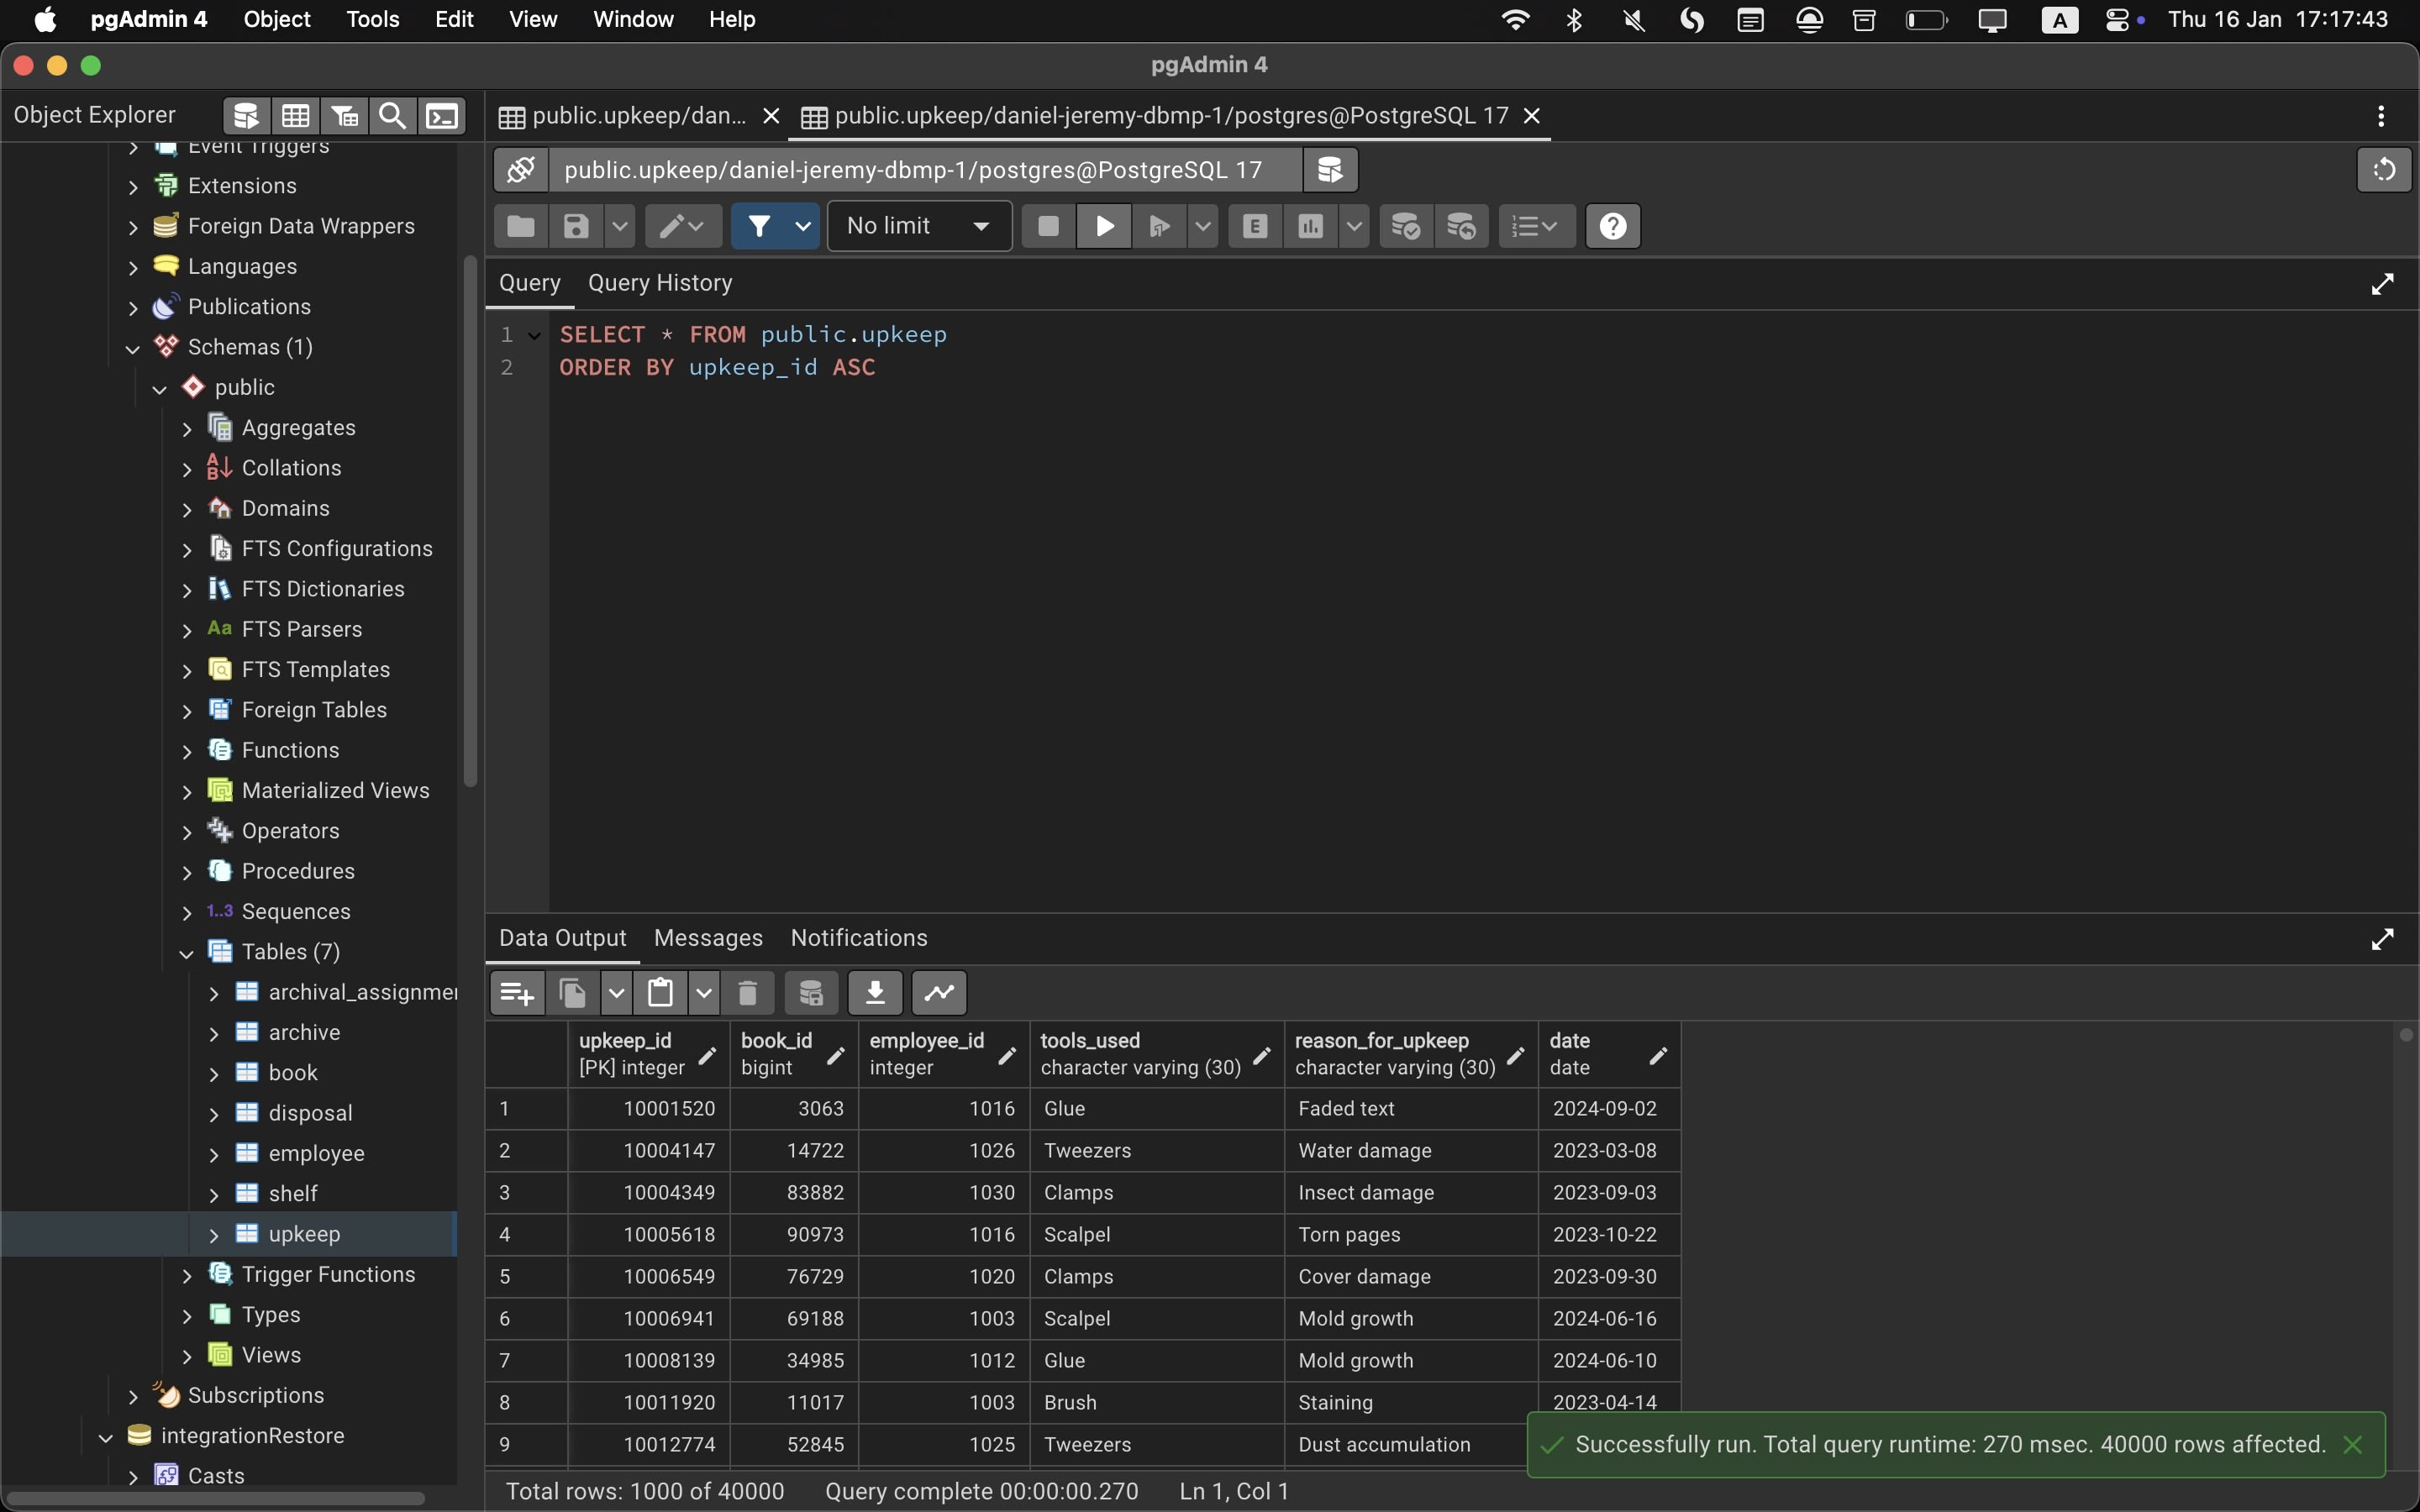 pgAdmin 4 Object Tools Edit View Window Help A Thu 16 Jan 17:17:43
pgAdmin 4
Object Explorer
Event Triggers
Extensions
Foreign Data Wrappers
Languages
Publications
Schemas (1)
public
Aggregates
Collations
Domains
FTS Configurations
FTS Dictionaries
Aa FTS Parsers
FTS Templates
Foreign Tables
Functions
Materialized Views
Operators
Procedures
1..3 Sequences
Tables (7)
archival_assignmen
archive
book
disposal
employee
shelf
upkeep
Trigger Functions
Types
Views
Subscriptions
integrationRestore
Casts
public.upkeep/dan... public.upkeep/daniel-jeremy-dbmp-1/postgres@PostgreSQL 17
public.upkeep/daniel-jeremy-dbmp-1/postgres@PostgreSQL 17
No limit E
Query Query History
1 SELECT * FROM public.upkeep
2 ORDER BY upkeep_id ASC
Data Output Messages Notifications
upkeep_id book_id employee_id tools_used reason_for_upkeep date
[PK] integer bigint integer character varying (30) character varying (30) date
1 10001520 3063 1016 Glue Faded text 2024-09-02
2 10004147 14722 1026 Tweezers Water damage 2023-03-08
3 10004349 83882 1030 Clamps Insect damage 2023-09-03
4 10005618 90973 1016 Scalpel Torn pages 2023-10-22
5 10006549 76729 1020 Clamps Cover damage 2023-09-30
6 10006941 69188 1003 Scalpel Mold growth 2024-06-16
7 10008139 34985 1012 Glue Mold growth 2024-06-10
8 10011920 11017 1003 Brush Staining 2023-04-14
9 10012774 52845 1025 Tweezers Dust accumulation
Successfully run. Total query runtime: 270 msec. 40000 rows affected.
Total rows: 1000 of 40000 Query complete 00:00:00.270 Ln 1, Col 1